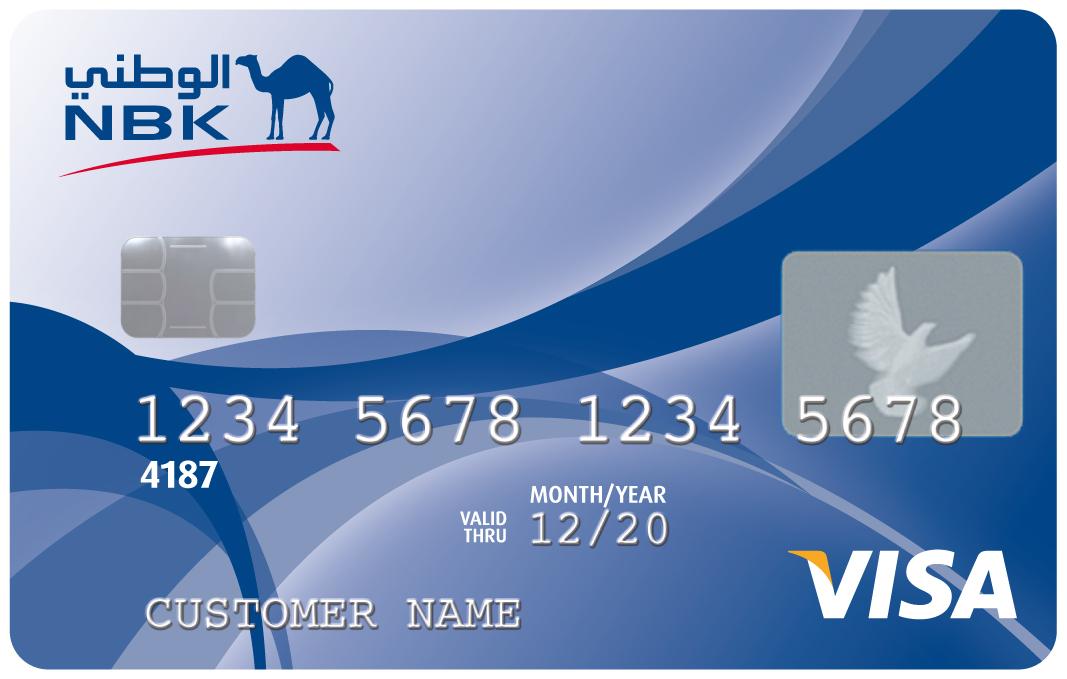 الوطني
NBK
1234 5678 1234 5678
4187
MONTH/YEAR
VALID THRU 12/20
CUSTOMER NAME
VISA